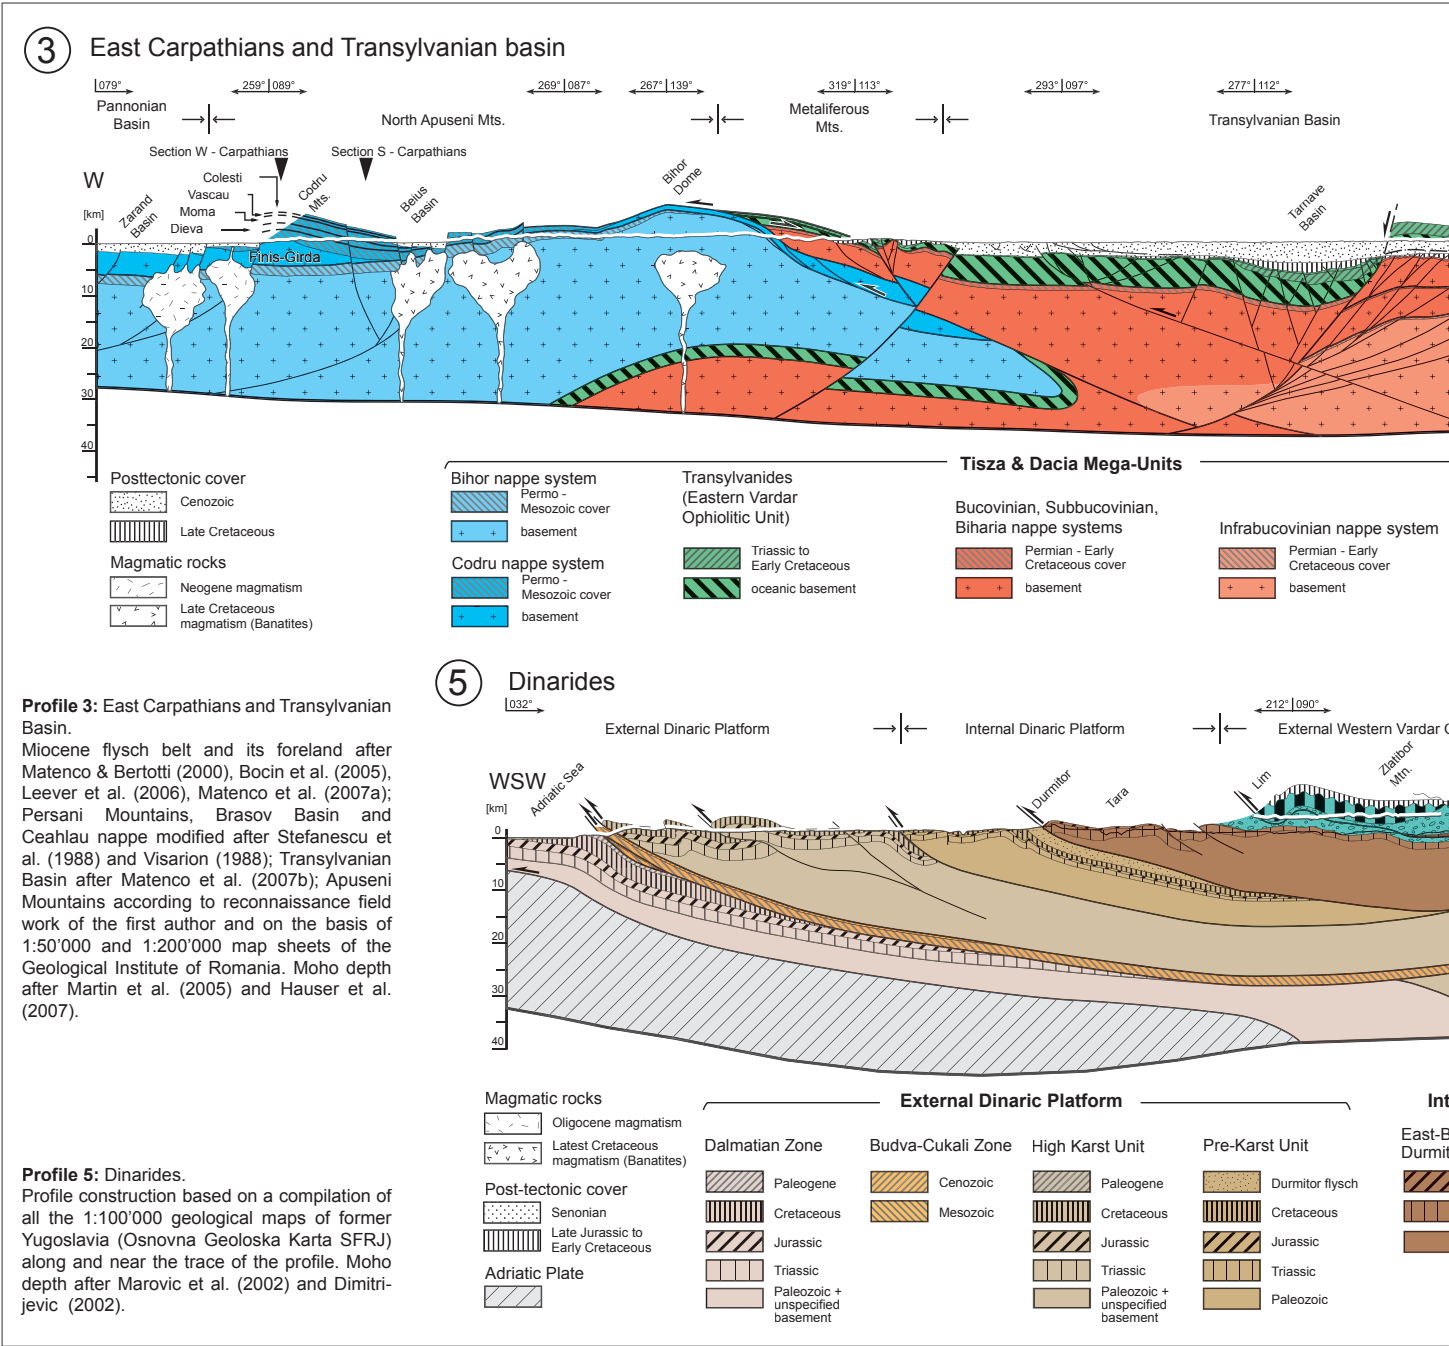 3 East Carpathians and Transylvanian basin
079° 259° 089° 269° 087° 267° 139° 319° 113° 293° 097° 277° 112°
Pannonian
Basin
North Apuseni Mts.
Metaliferous
Mts.
Transylvanian Basin
Section W - Carpathians
Section S - Carpathians
W
[km]
Zarand
Basin
Colesti
Vascau
Moma
Dieva
Codru
Mts.
Beius
Basin
Bihor
Dome
Tarnave
Basin
Finis-Girda
0
10
20
30
40
Posttectonic cover
Cenozoic
Late Cretaceous
Magmatic rocks
Neogene magmatism
Late Cretaceous
magmatism (Banatites)
Tisza & Dacia Mega-Units
Bihor nappe system
Permo -
Mesozoic cover
basement
Codru nappe system
Permo -
Mesozoic cover
basement
Transylvanides
(Eastern Vardar
Ophiolitic Unit)
Triassic to
Early Cretaceous
oceanic basement
Bucovinian, Subbucovinian,
Biharia nappe systems
Permian - Early
Cretaceous cover
basement
Infrabucovinian nappe system
Permian - Early
Cretaceous cover
basement
Profile 3: East Carpathians and Transylvanian
Basin.
Miocene flysch belt and its foreland after
Matenco & Bertotti (2000), Bocin et al. (2005),
Leever et al. (2006), Matenco et al. (2007a);
Persani Mountains, Brasov Basin and
Ceahlau nappe modified after Stefanescu et
al. (1988) and Visarion (1988); Transylvanian
Basin after Matenco et al. (2007b); Apuseni
Mountains according to reconnaissance field
work of the first author and on the basis of
1:50'000 and 1:200'000 map sheets of the
Geological Institute of Romania. Moho depth
after Martin et al. (2005) and Hauser et al.
(2007).
5 Dinarides
032° 212° 090°
External Dinaric Platform
Internal Dinaric Platform
External Western Vardar O
WSW
[km]
Adriatic Sea
Durmitor
Tara
Lim
Zlatibor
Mtn.
0
10
20
30
40
Magmatic rocks
Oligocene magmatism
Latest Cretaceous
magmatism (Banatites)
Post-tectonic cover
Senonian
Late Jurassic to
Early Cretaceous
Adriatic Plate
External Dinaric Platform
Dalmatian Zone
Paleogene
Cretaceous
Jurassic
Triassic
Paleozoic +
unspecified
basement
Budva-Cukali Zone
Cenozoic
Mesozoic
High Karst Unit
Paleogene
Cretaceous
Jurassic
Triassic
Paleozoic +
unspecified
basement
Pre-Karst Unit
Durmitor flysch
Cretaceous
Jurassic
Triassic
Paleozoic
Int
East-B
Durmit
Profile 5: Dinarides.
Profile construction based on a compilation of
all the 1:100'000 geological maps of former
Yugoslavia (Osnovna Geoloska Karta SFRJ)
along and near the trace of the profile. Moho
depth after Marovic et al. (2002) and Dimitri-
jevic (2002).